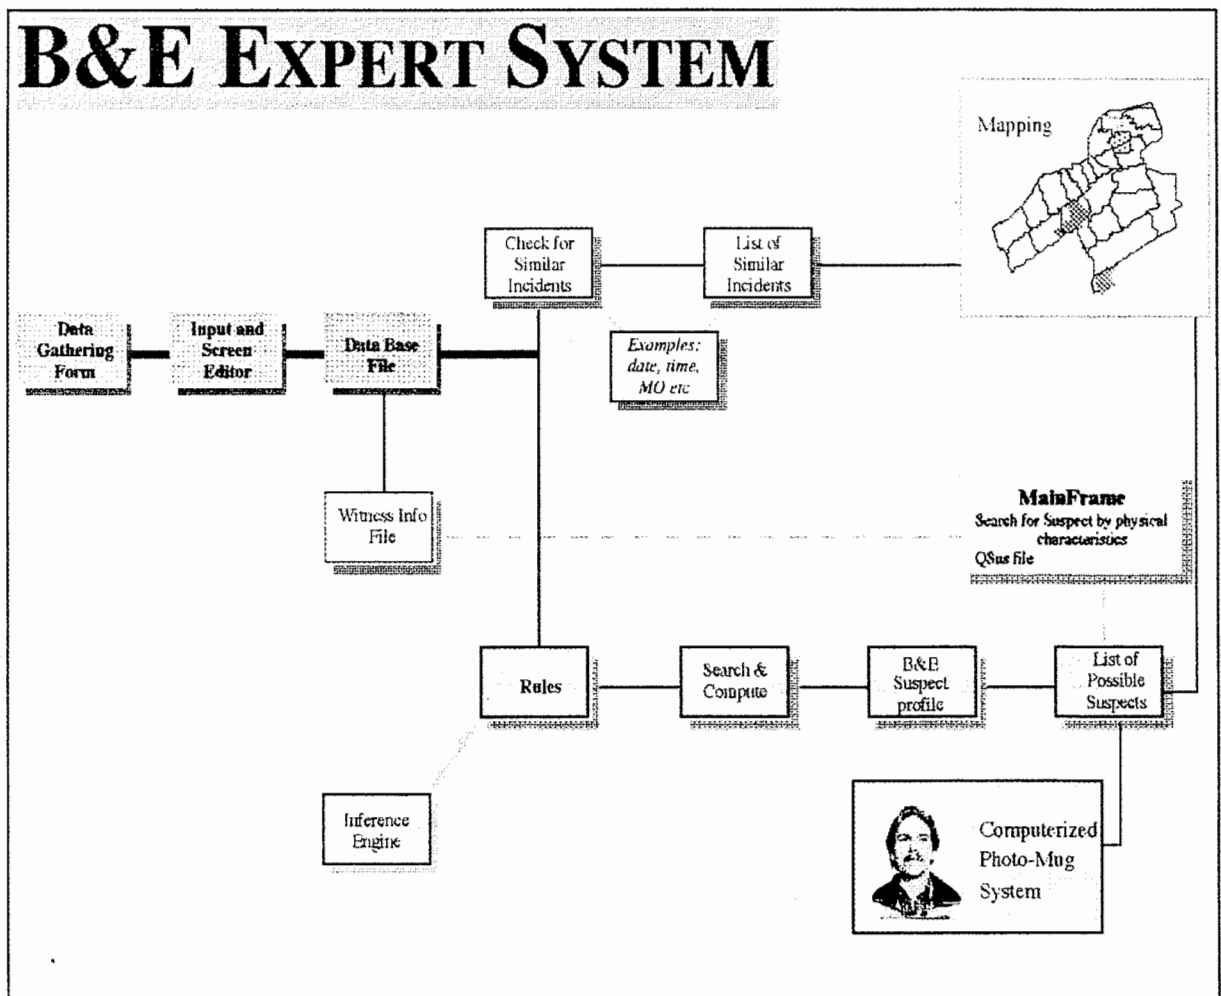 B&E EXPERT SYSTEM
Mapping
Check for
Similar
Incidents
List of
Similar
Incidents
Examples:
date, time,
MO etc
Data
Gathering
Form
Input and
Screen
Editor
Data Base
File
Witness Info
File
MainFrame
Search for Suspect by physical
characteristics
QSus file
Rules
Search &
Compute
B&E
Suspect
profile
List of
Possible
Suspects
Inference
Engine
Computerized
Photo-Mug
System